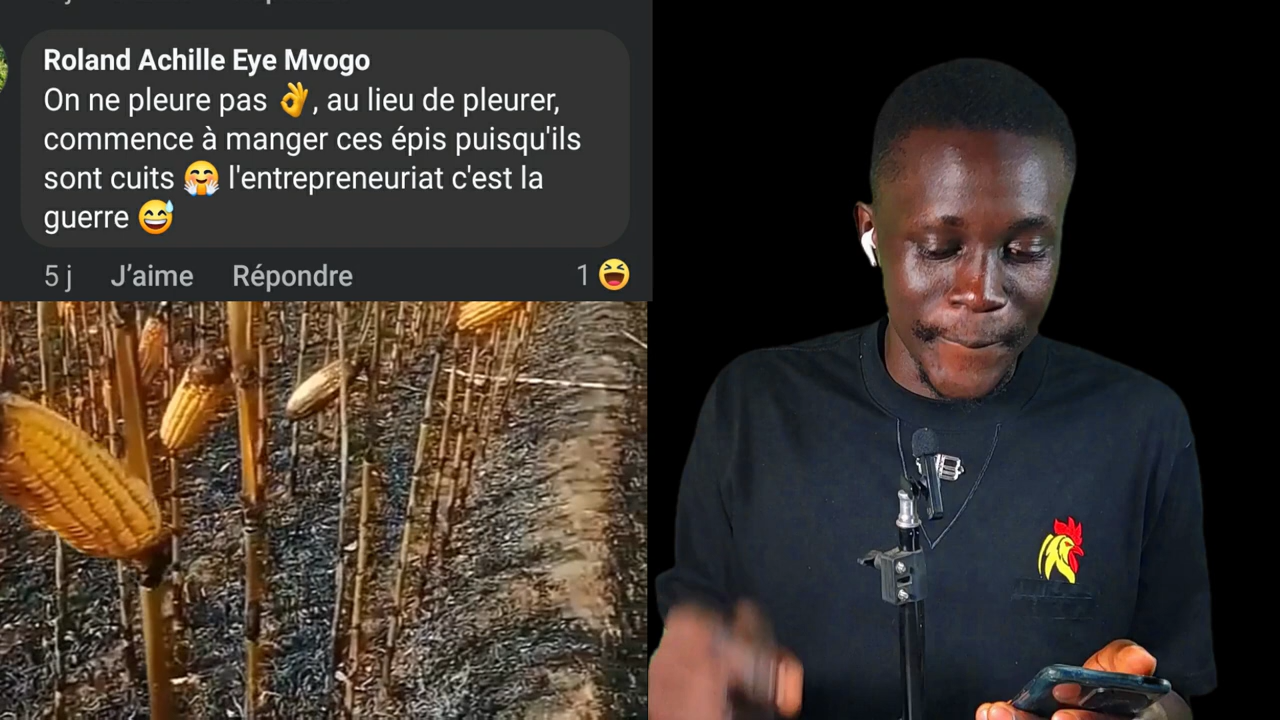 Roland Achille Eye Mvogo
On ne pleure pas 👌, au lieu de pleurer,
commence à manger ces épis puisqu'ils
sont cuits 🤗 l'entrepreneuriat c'est la
guerre 😅
5 j J’aime Répondre 1 😆